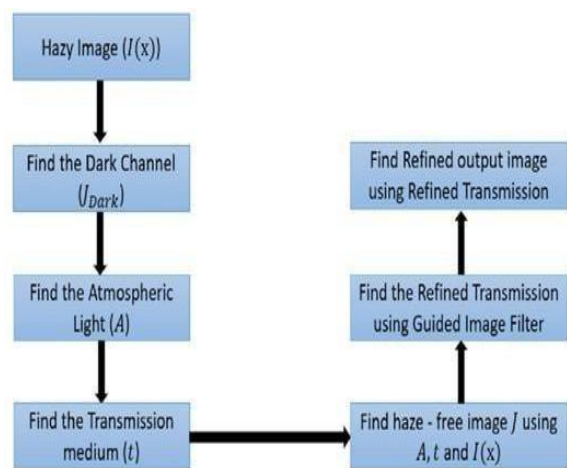 Hazy Image (I(x))
Find the Dark Channel
(J_Dark)
Find the Atmospheric
Light (A)
Find the Transmission
medium (t)
Find haze - free image J using
A, t and I(x)
Find the Refined Transmission
using Guided Image Filter
Find Refined output image
using Refined Transmission